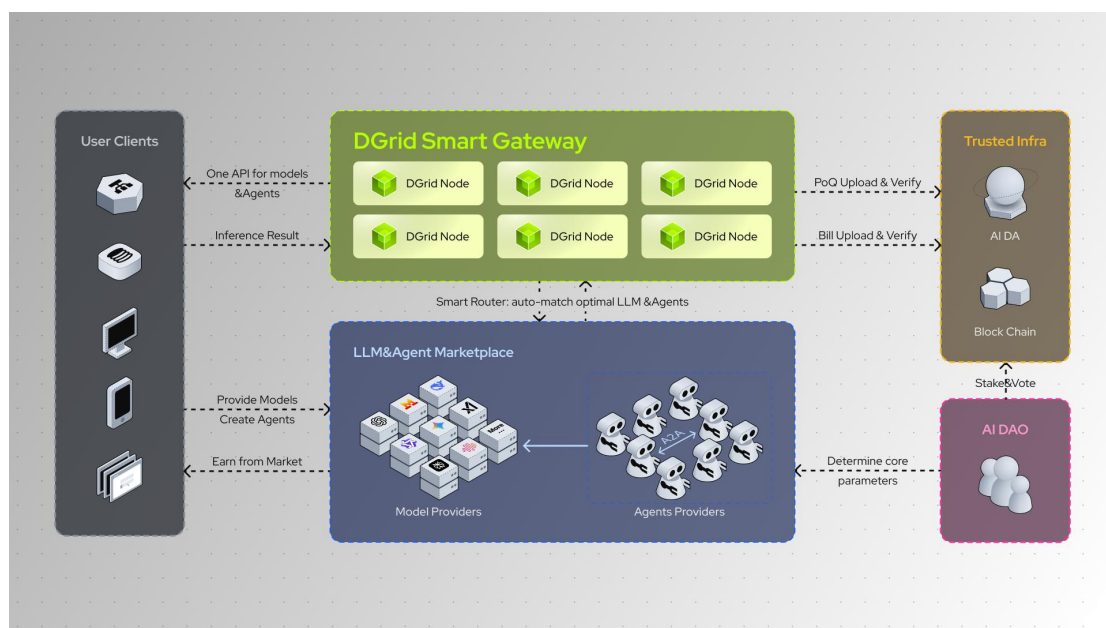 User Clients
One API for models
&Agents
Inference Result
Provide Models
Create Agents
Earn from Market
DGrid Smart Gateway
DGrid Node
DGrid Node
DGrid Node
DGrid Node
DGrid Node
DGrid Node
Smart Router: auto-match optimal LLM &Agents
LLM&Agent Marketplace
More
...
A2A
Model Providers
Agents Providers
PoQ Upload & Verify
Bill Upload & Verify
Trusted Infra
AI DA
Block Chain
Stake&Vote
AI DAO
Determine core
parameters